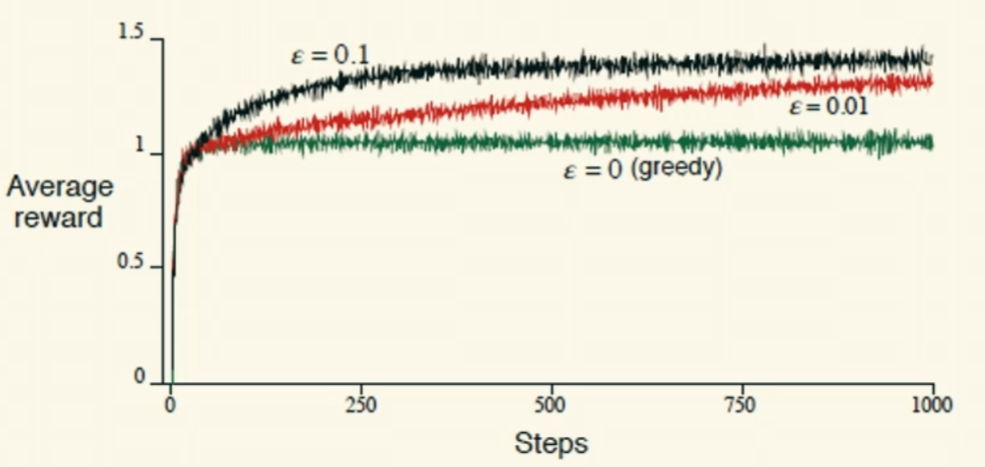 1.5
ε = 0.1
ε = 0.01
1
ε = 0 (greedy)
Average
reward
0.5
0
0 250 500 750 1000
Steps